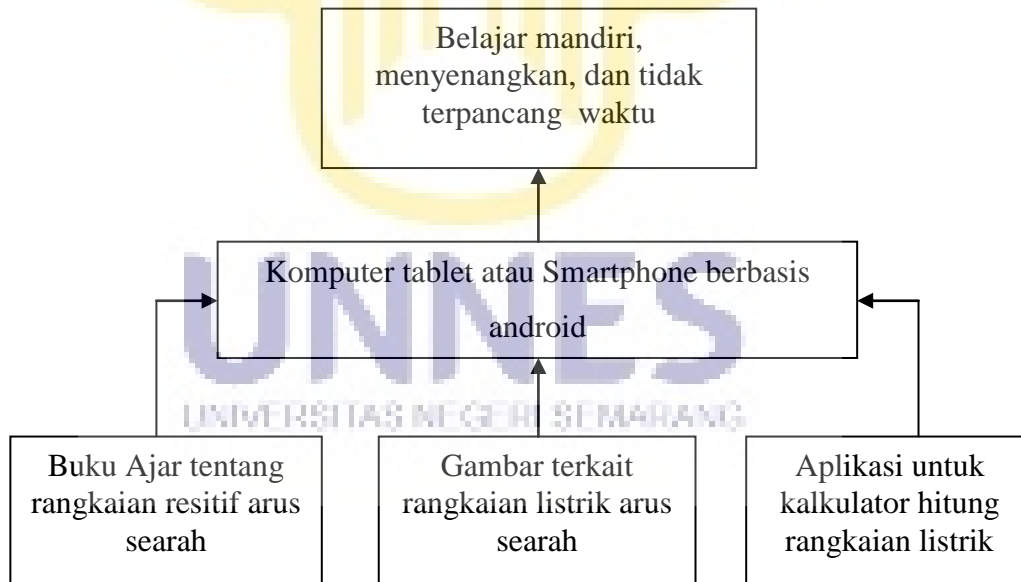 Belajar mandiri,
menyenangkan, dan tidak
terpancang waktu
Komputer tablet atau Smartphone berbasis
android
UNNES
UNIVERSITAS NEGERI SEMARANG
Buku Ajar tentang
rangkaian resitif arus
searah
Gambar terkait
rangkaian listrik arus
searah
Aplikasi untuk
kalkulator hitung
rangkaian listrik